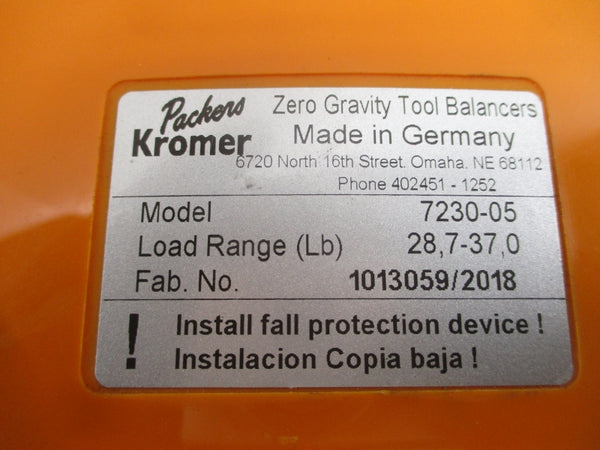 Packers
Kromer
Zero Gravity Tool Balancers
Made in Germany
6720 North 16th Street. Omaha. NE 68112
Phone 402451 - 1252
Model 7230-05
Load Range (Lb) 28,7-37,0
Fab. No. 1013059/2018
! Install fall protection device !
Instalacion Copia baja !